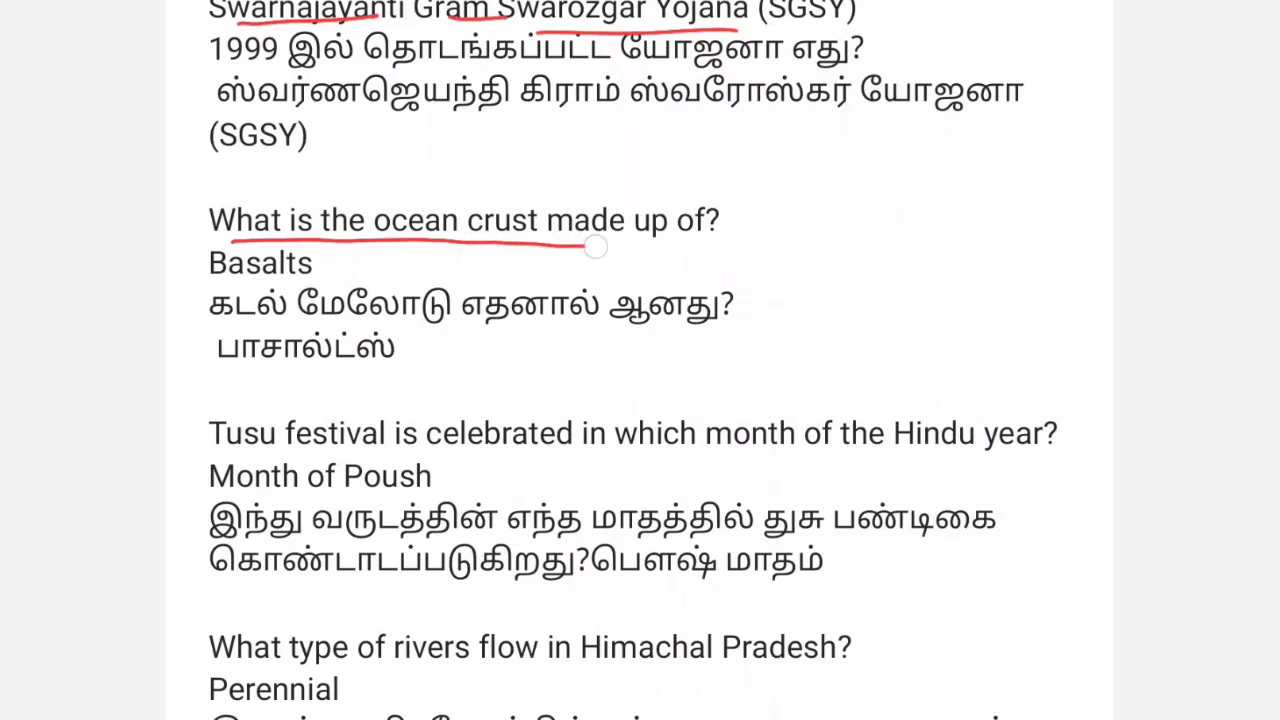 Swarnajayanti Gram Swarozgar Yojana (SGSY)
1999 இல் தொடங்கப்பட்ட யோஜனா எது?
ஸ்வர்ணஜெயந்தி கிராம் ஸ்வரோஸ்கர் யோஜனா
(SGSY)
What is the ocean crust made up of?
Basalts
கடல் மேலோடு எதனால் ஆனது?
பாசால்ட்ஸ்
Tusu festival is celebrated in which month of the Hindu year?
Month of Poush
இந்து வருடத்தின் எந்த மாதத்தில் துசு பண்டிகை
கொண்டாடப்படுகிறது?பௌஷ் மாதம்
What type of rivers flow in Himachal Pradesh?
Perennial